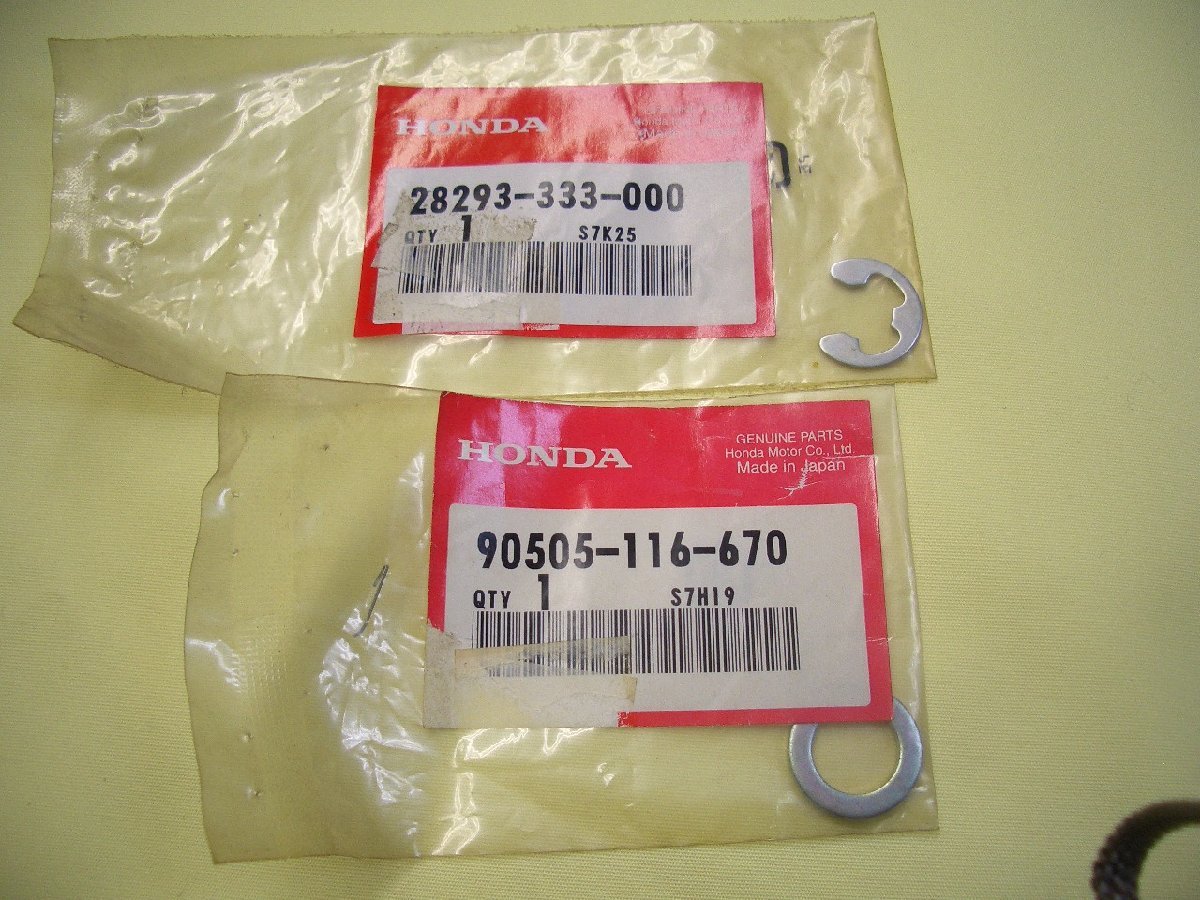 HONDA
28293-333-000
QTY 1 S7K25
HONDA
GENUINE PARTS
Honda Motor Co., Ltd.
Made in Japan
90505-116-670
QTY 1 S7H19